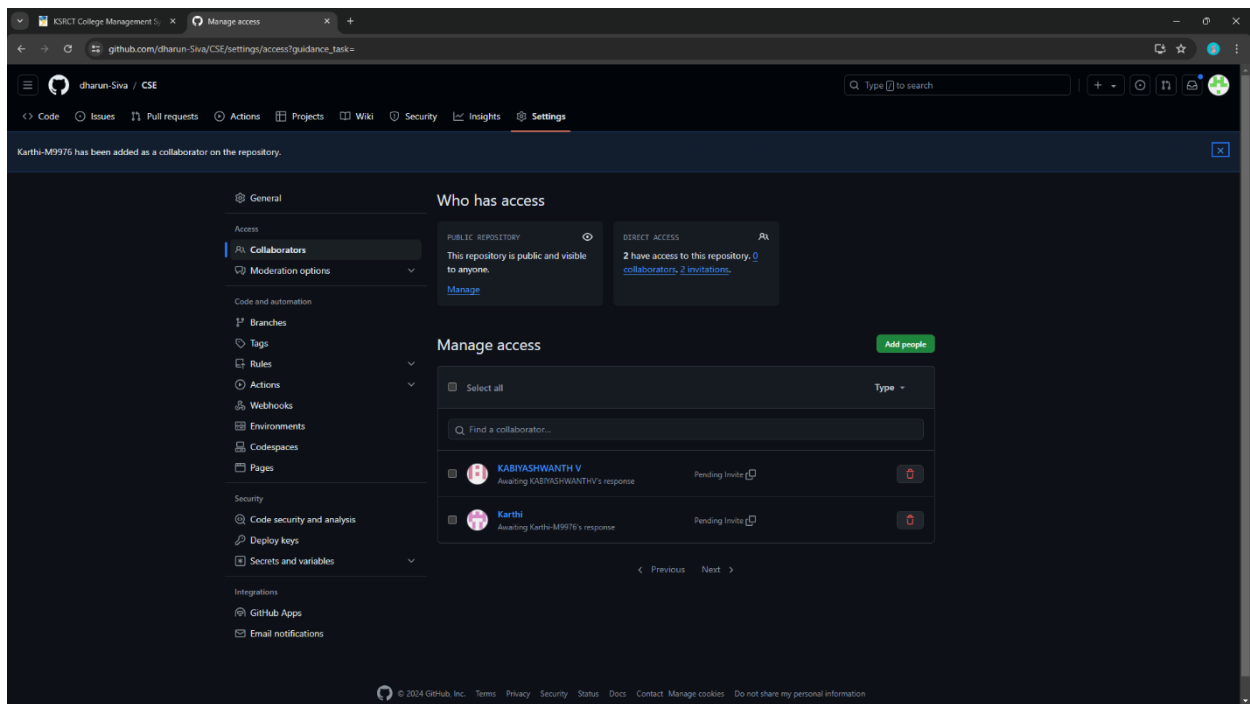 KSRCT College Management Sy
Manage access
github.com/dharun-Siva/CSE/settings/access?guidance_task=
dharun-Siva / CSE
Type / to search
Code Issues Pull requests Actions Projects Wiki Security Insights Settings
Karthi-M9976 has been added as a collaborator on the repository.
General
Access
Collaborators
Moderation options
Code and automation
Branches
Tags
Rules
Actions
Webhooks
Environments
Codespaces
Pages
Security
Code security and analysis
Deploy keys
Secrets and variables
Integrations
GitHub Apps
Email notifications
Who has access
PUBLIC REPOSITORY
This repository is public and visible
to anyone.
Manage
DIRECT ACCESS
2 have access to this repository. 0
collaborators. 2 invitations.
Manage access
Add people
Select all
Type
Find a collaborator...
KABIYASHWANTH V
Awaiting KABIYASHWANTHV's response
Pending Invite
Karthi
Awaiting Karthi-M9976's response
Pending Invite
Previous Next
© 2024 GitHub, Inc. Terms Privacy Security Status Docs Contact Manage cookies Do not share my personal information